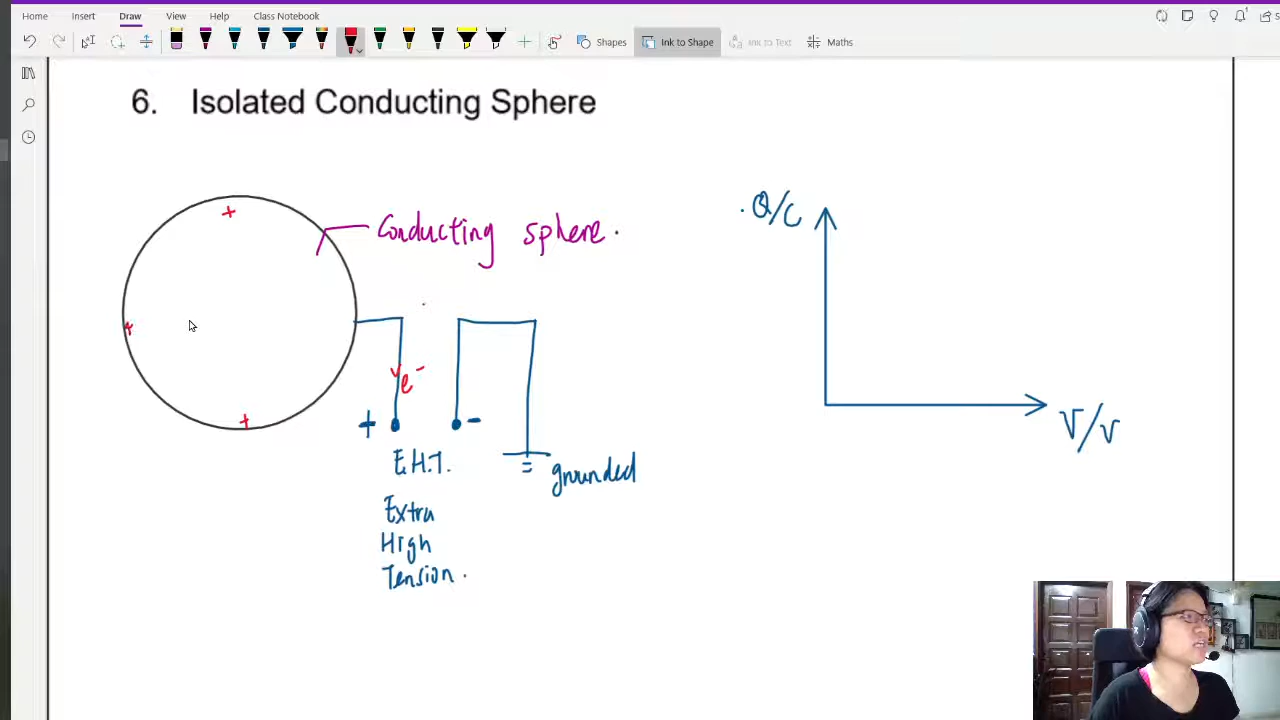 Home Insert Draw View Help Class Notebook
Shapes Ink to Shape Ink to Text Maths
6. Isolated Conducting Sphere
+
Conducting sphere.
+
e⁻
+
+ -
E.H.T.
= grounded
Extra
High
Tension.
Q/C
V/V